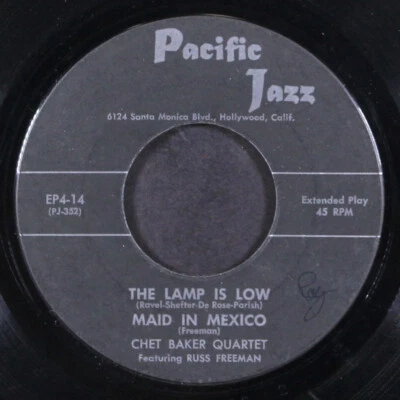 Pacific
Jazz
6124 Santa Monica Blvd., Hollywood, Calif.
EP4-14
(PJ-352)
Extended Play
45 RPM
THE LAMP IS LOW
(Ravel-Shefter-De Rose-Parish)
MAID IN MEXICO
(Freeman)
CHET BAKER QUARTET
Featuring RUSS FREEMAN